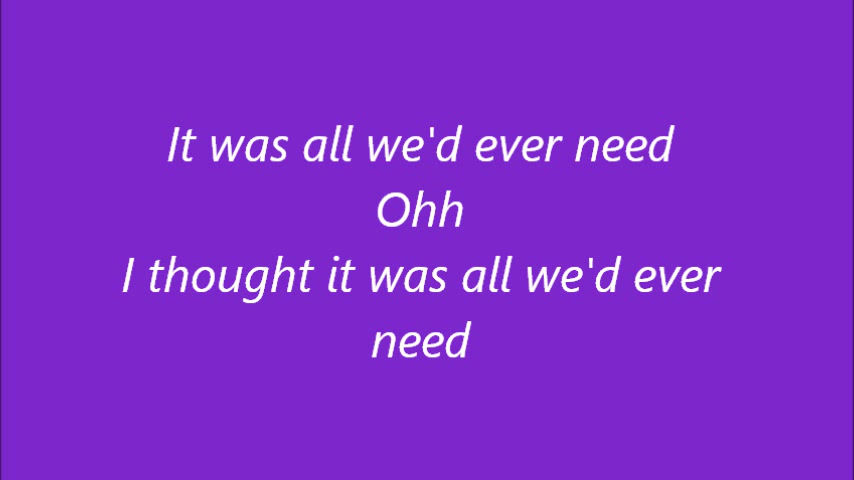 It was all we'd ever need
Ohh
I thought it was all we'd ever
need